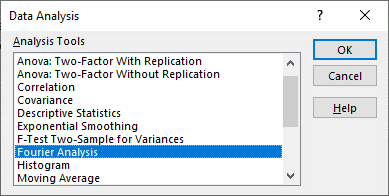 Data Analysis
?
Analysis Tools
Anova: Two-Factor With Replication
Anova: Two-Factor Without Replication
Correlation
Covariance
Descriptive Statistics
Exponential Smoothing
F-Test Two-Sample for Variances
Fourier Analysis
Histogram
Moving Average
OK
Cancel
Help